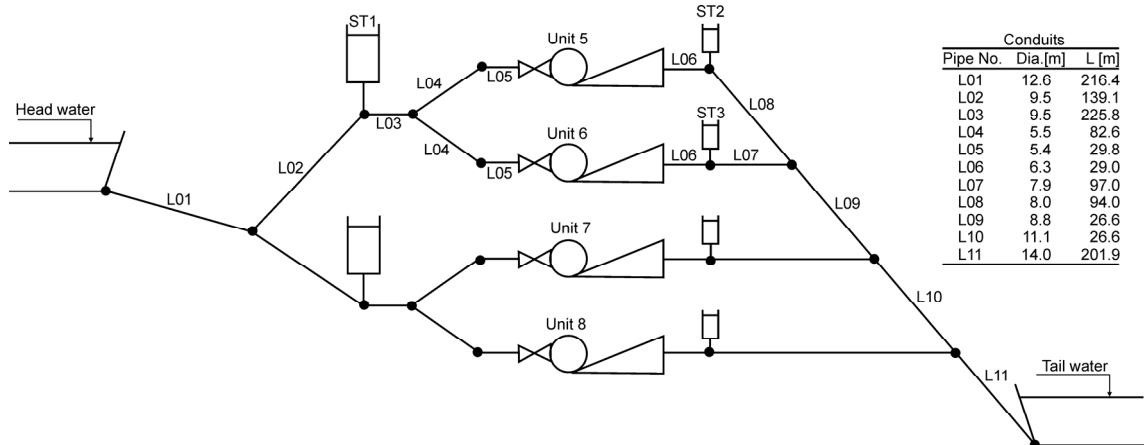 ST1
ST2
Unit 5
Conduits
Pipe No. Dia.[m] L [m]
L01 12.6 216.4
L02 9.5 139.1
L03 9.5 225.8
L04 5.5 82.6
L05 5.4 29.8
L06 6.3 29.0
L07 7.9 97.0
L08 8.0 94.0
L09 8.8 26.6
L10 11.1 26.6
L11 14.0 201.9
L04
L05
L06
L08
Head water
L03
ST3
Unit 6
L04
L05
L06
L07
L02
L01
L09
Unit 7
L10
Unit 8
L11
Tail water